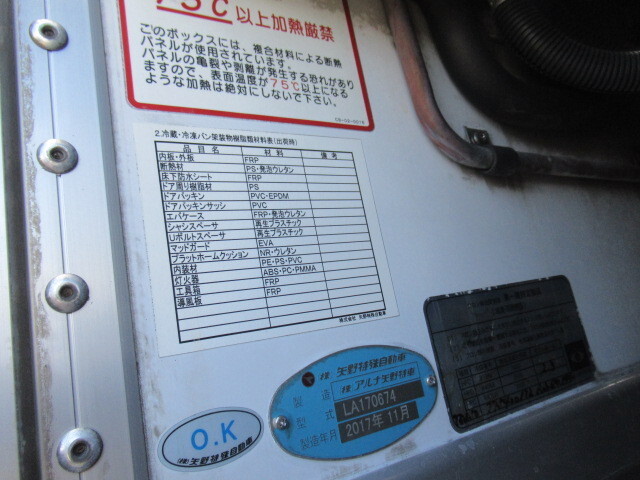 75℃以上加熱厳禁
このボックスには、複合材料による断熱
パネルが使用されています。
パネルの亀裂や剥離が発生する恐れがあり
ますので、表面温度が75℃以上になる
ような加熱は絶対にしないで下さい。
2.冷蔵・冷凍バン架装物樹脂類材料表(出荷時)
品目名 材料 備考
内板・外板 FRP
断熱材 PS・発泡ウレタン
床下防水シート FRP
ドア周り樹脂材 PS
ドアパッキン PVC・EPDM
ドアパッキンサッシ PVC
エバケース FRP・発泡ウレタン
シャシスペーサ 再生プラスチック
Uボルトスペーサ 再生プラスチック
マッドガード EVA
プラットホームクッション NR・ウレタン
内装材 PE・PS・PVC
灯火器 ABS・PC・PMMA
工具箱 FRP
導風板 FRP
株式会社 矢野特殊自動車
(株)矢野特殊自動車
製造 (株)アルナ矢野特車
型式 LA170674
製造年月 2017年11月
O.K
(株)矢野特殊自動車